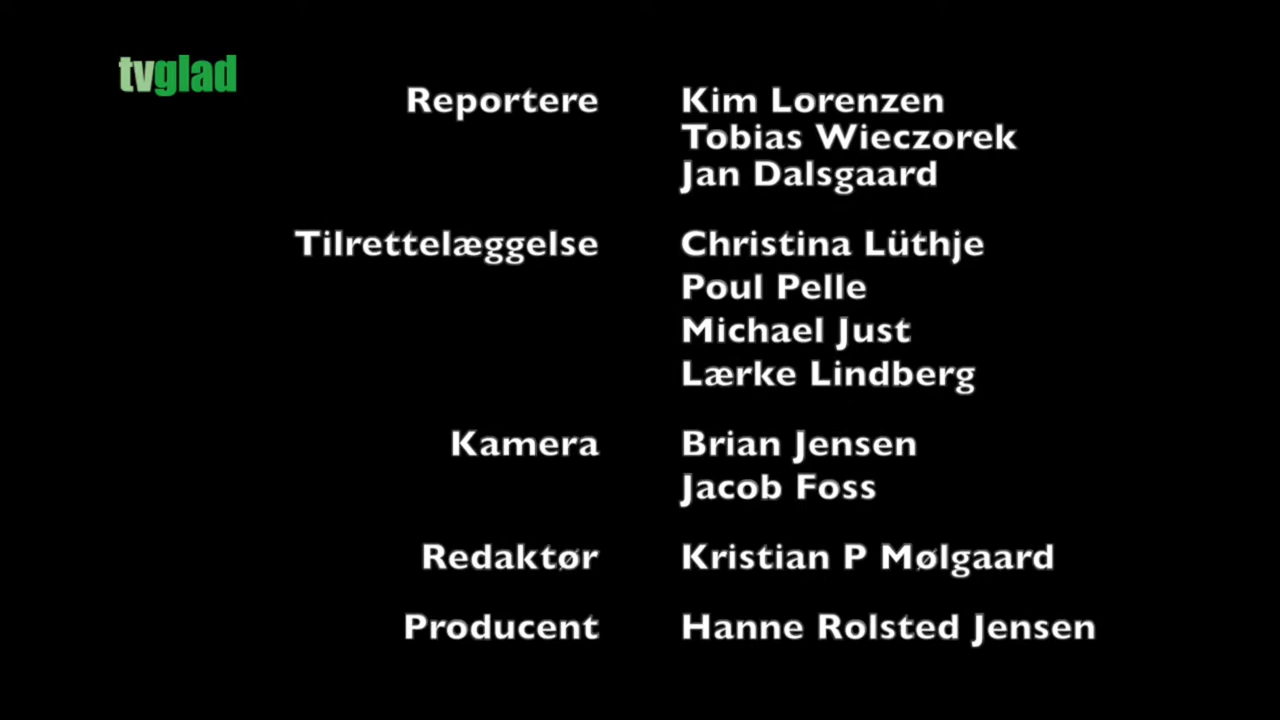 tvglad
Reportere Kim Lorenzen
Tobias Wieczorek
Jan Dalsgaard
Tilrettelæggelse Christina Lüthje
Poul Pelle
Michael Just
Lærke Lindberg
Kamera Brian Jensen
Jacob Foss
Redaktør Kristian P Mølgaard
Producent Hanne Rolsted Jensen